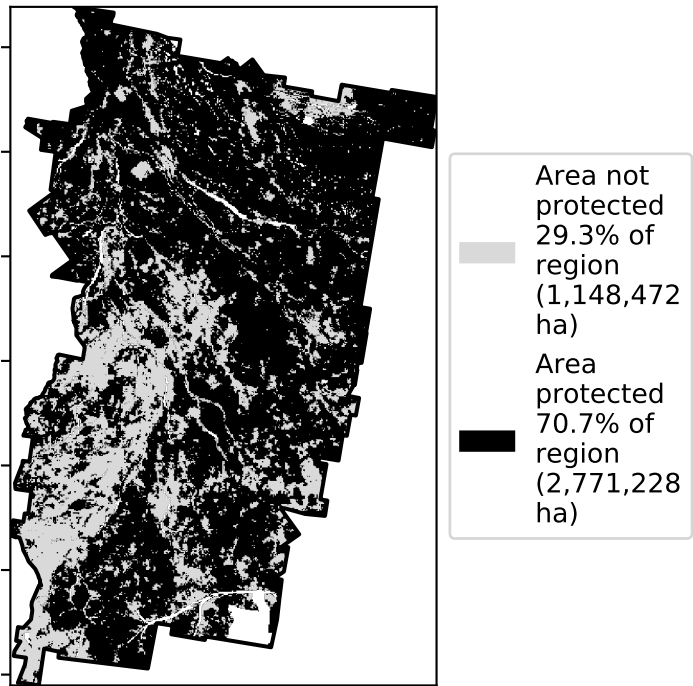 Area not
protected
29.3% of
region
(1,148,472
ha)
Area
protected
70.7% of
region
(2,771,228
ha)